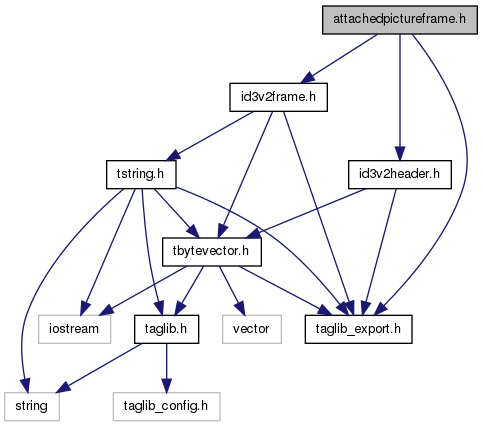 attachedpictureframe.h
id3v2frame.h
tstring.h
id3v2header.h
tbytevector.h
iostream
taglib.h
vector
taglib_export.h
string
taglib_config.h